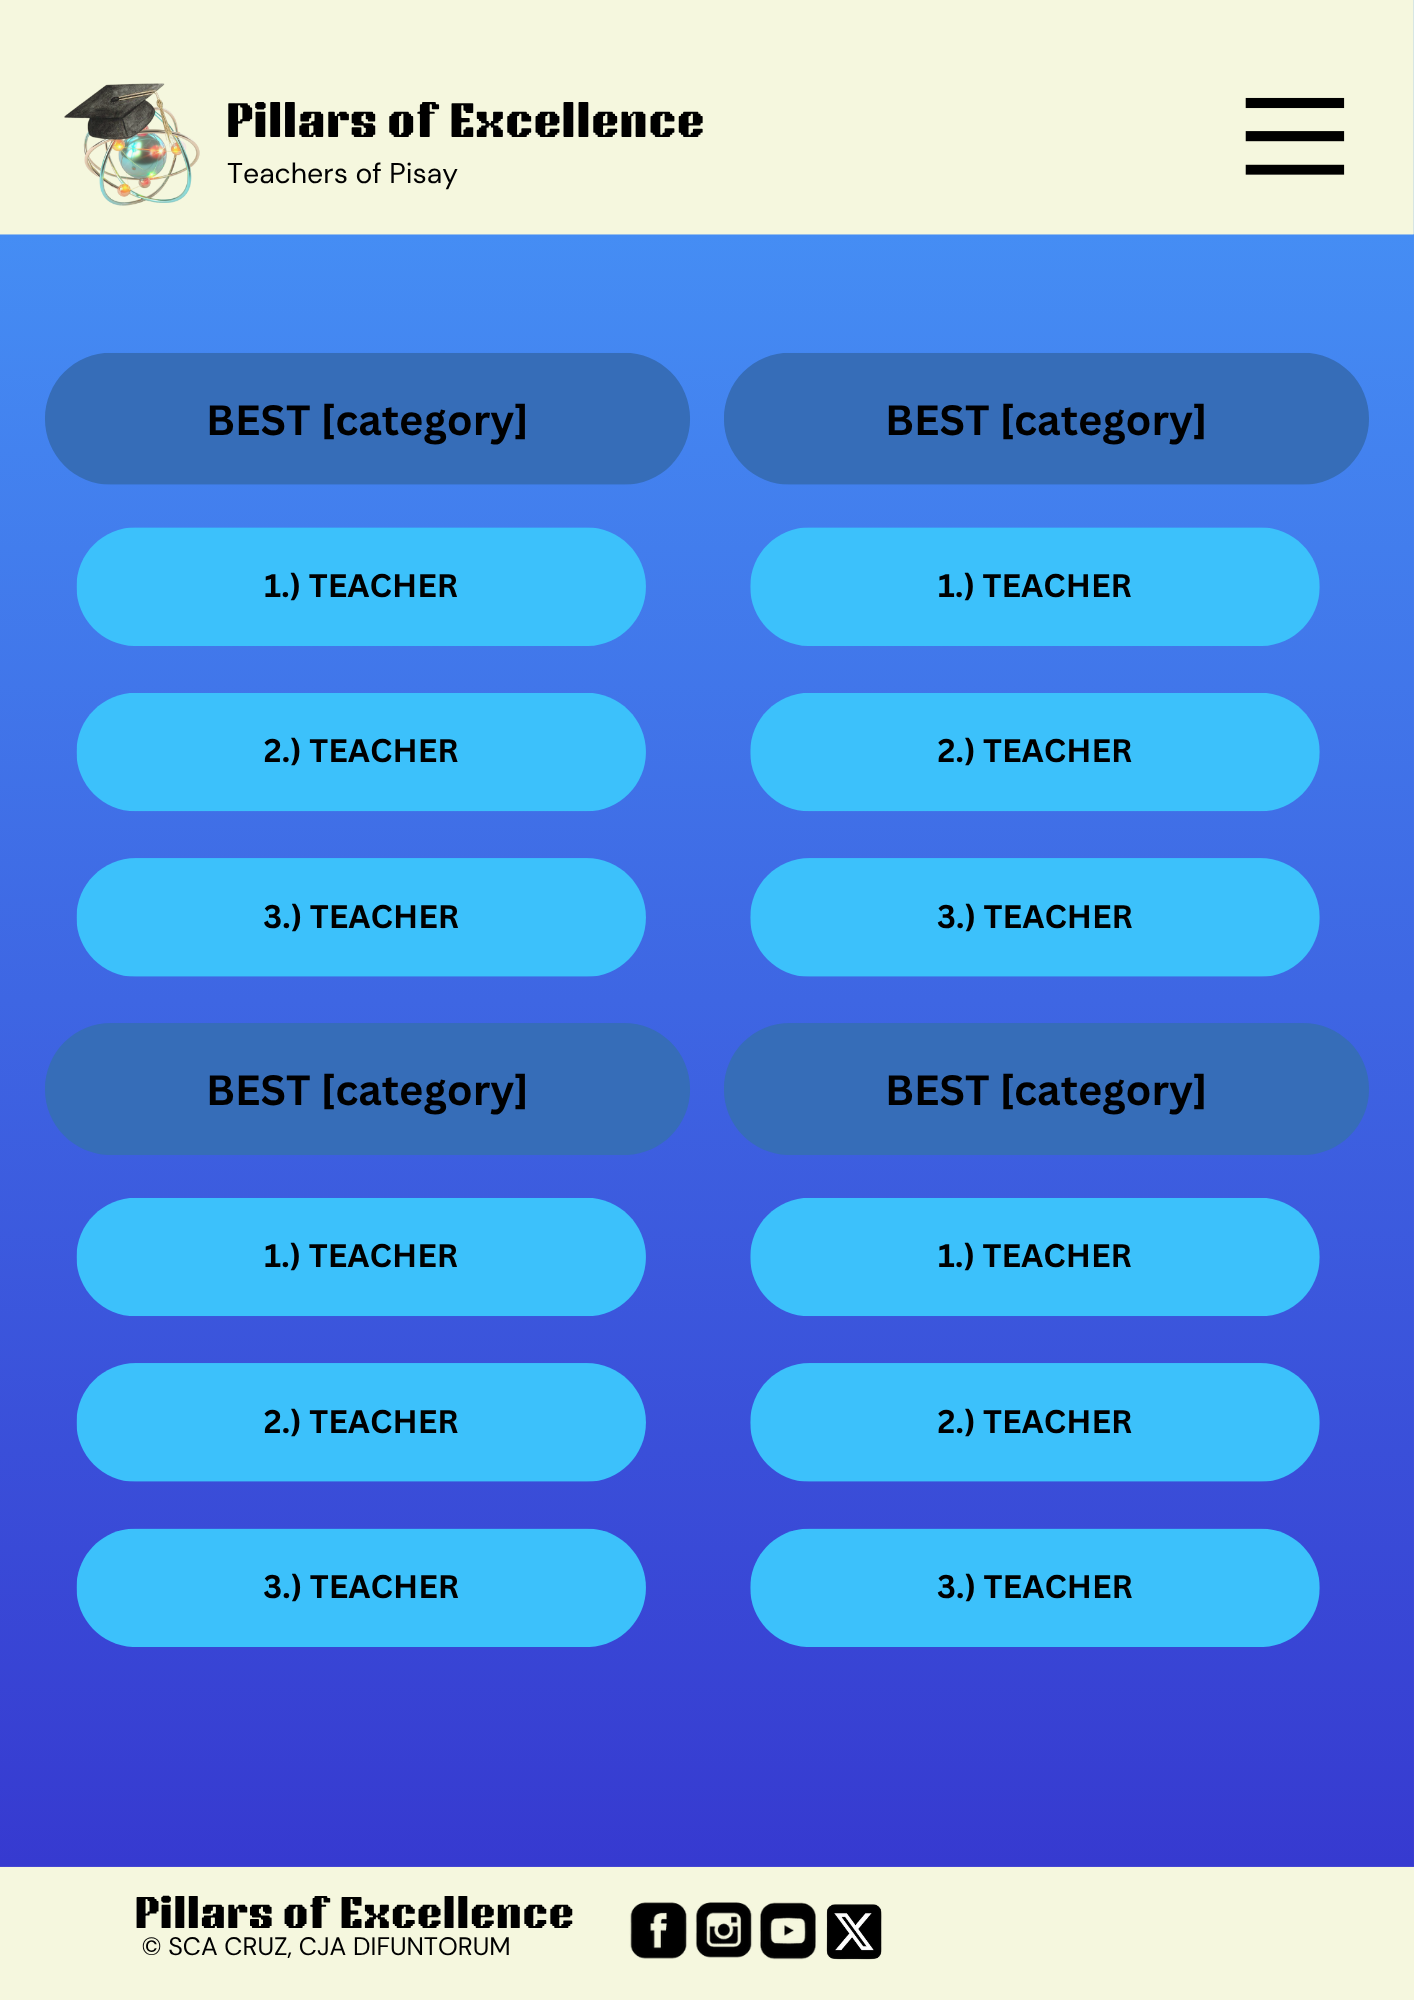 Pillars of Excellence
Teachers of Pisay
BEST [category]
1.) TEACHER
2.) TEACHER
3.) TEACHER
BEST [category]
1.) TEACHER
2.) TEACHER
3.) TEACHER
BEST [category]
1.) TEACHER
2.) TEACHER
3.) TEACHER
BEST [category]
1.) TEACHER
2.) TEACHER
3.) TEACHER
Pillars of Excellence
© SCA CRUZ, CJA DIFUNTORUM